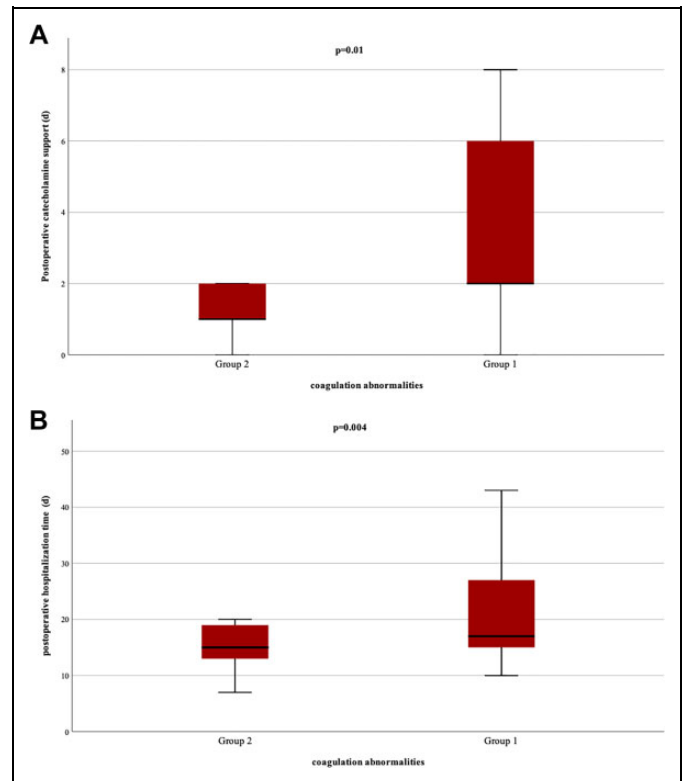 A
p=0.01
Postoperative catecholamine support (d)
8
6
4
2
0
Group 2
Group 1
coagulation abnormalities
B
p=0.004
postoperative hospitalization time (d)
50
40
30
20
10
0
Group 2
Group 1
coagulation abnormalities